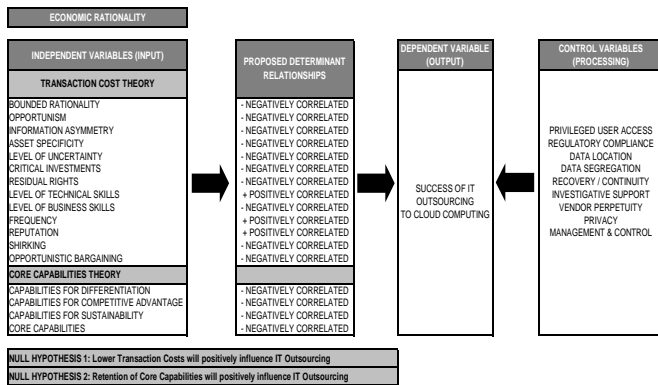 ECONOMIC RATIONALITY
INDEPENDENT VARIABLES (INPUT)
TRANSACTION COST THEORY
BOUNDED RATIONALITY
OPPORTUNISM
INFORMATION ASYMMETRY
ASSET SPECIFICITY
LEVEL OF UNCERTAINTY
CRITICAL INVESTMENTS
RESIDUAL RIGHTS
LEVEL OF TECHNICAL SKILLS
LEVEL OF BUSINESS SKILLS
FREQUENCY
REPUTATION
SHIRKING
OPPORTUNISTIC BARGAINING
CORE CAPABILITIES THEORY
CAPABILITIES FOR DIFFERENTIATION
CAPABILITIES FOR COMPETITIVE ADVANTAGE
CAPABILITIES FOR SUSTAINABILITY
CORE CAPABILITIES
PROPOSED DETERMINANT
RELATIONSHIPS
- NEGATIVELY CORRELATED
- NEGATIVELY CORRELATED
- NEGATIVELY CORRELATED
- NEGATIVELY CORRELATED
- NEGATIVELY CORRELATED
- NEGATIVELY CORRELATED
- NEGATIVELY CORRELATED
+ POSITIVELY CORRELATED
- NEGATIVELY CORRELATED
+ POSITIVELY CORRELATED
+ POSITIVELY CORRELATED
- NEGATIVELY CORRELATED
- NEGATIVELY CORRELATED
- NEGATIVELY CORRELATED
- NEGATIVELY CORRELATED
- NEGATIVELY CORRELATED
- NEGATIVELY CORRELATED
DEPENDENT VARIABLE
(OUTPUT)
SUCCESS OF IT
OUTSOURCING
TO CLOUD COMPUTING
CONTROL VARIABLES
(PROCESSING)
PRIVILEGED USER ACCESS
REGULATORY COMPLIANCE
DATA LOCATION
DATA SEGREGATION
RECOVERY / CONTINUITY
INVESTIGATIVE SUPPORT
VENDOR PERPETUITY
PRIVACY
MANAGEMENT & CONTROL
NULL HYPOTHESIS 1: Lower Transaction Costs will positively influence IT Outsourcing
NULL HYPOTHESIS 2: Retention of Core Capabilities will positively influence IT Outsourcing